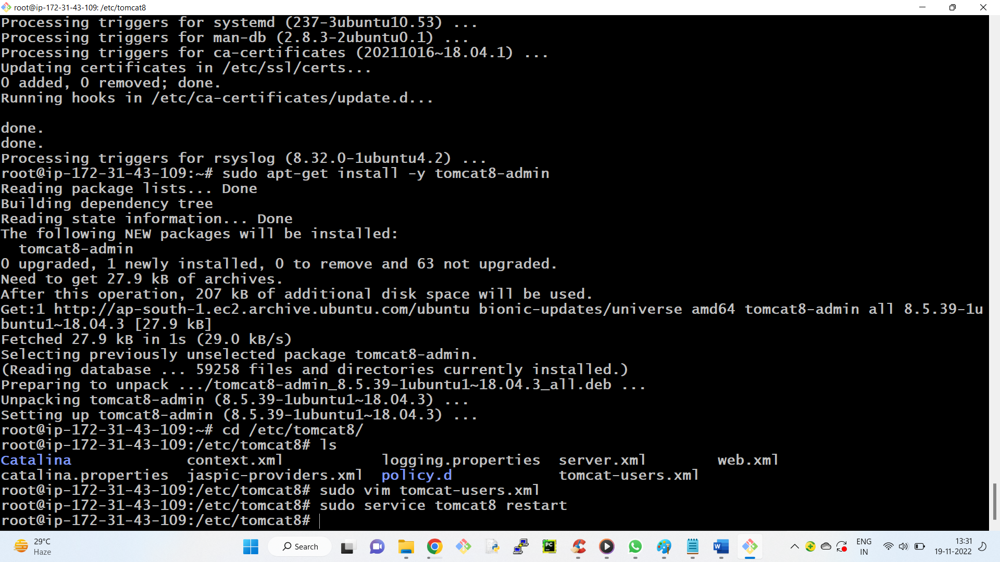 root@ip-172-31-43-109: /etc/tomcat8
Processing triggers for systemd (237-3ubuntu10.53) ...
Processing triggers for man-db (2.8.3-2ubuntu0.1) ...
Processing triggers for ca-certificates (20211016~18.04.1) ...
Updating certificates in /etc/ssl/certs...
0 added, 0 removed; done.
Running hooks in /etc/ca-certificates/update.d...
done.
done.
Processing triggers for rsyslog (8.32.0-1ubuntu4.2) ...
root@ip-172-31-43-109:~# sudo apt-get install -y tomcat8-admin
Reading package lists... Done
Building dependency tree
Reading state information... Done
The following NEW packages will be installed:
  tomcat8-admin
0 upgraded, 1 newly installed, 0 to remove and 63 not upgraded.
Need to get 27.9 kB of archives.
After this operation, 207 kB of additional disk space will be used.
Get:1 http://ap-south-1.ec2.archive.ubuntu.com/ubuntu bionic-updates/universe amd64 tomcat8-admin all 8.5.39-1u
buntu1~18.04.3 [27.9 kB]
Fetched 27.9 kB in 1s (29.0 kB/s)
Selecting previously unselected package tomcat8-admin.
(Reading database ... 59258 files and directories currently installed.)
Preparing to unpack .../tomcat8-admin_8.5.39-1ubuntu1~18.04.3_all.deb ...
Unpacking tomcat8-admin (8.5.39-1ubuntu1~18.04.3) ...
Setting up tomcat8-admin (8.5.39-1ubuntu1~18.04.3) ...
root@ip-172-31-43-109:~# cd /etc/tomcat8/
root@ip-172-31-43-109:/etc/tomcat8# ls
Catalina             context.xml           logging.properties  server.xml        web.xml
catalina.properties  jaspic-providers.xml  policy.d            tomcat-users.xml
root@ip-172-31-43-109:/etc/tomcat8# sudo vim tomcat-users.xml
root@ip-172-31-43-109:/etc/tomcat8# sudo service tomcat8 restart
root@ip-172-31-43-109:/etc/tomcat8#
29°C
Haze
Search
PC
W
ENG
IN
13:31
19-11-2022